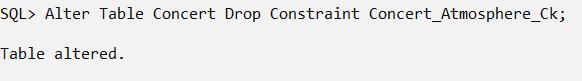 SQL> Alter Table Concert Drop Constraint Concert_Atmosphere_Ck;
Table altered.